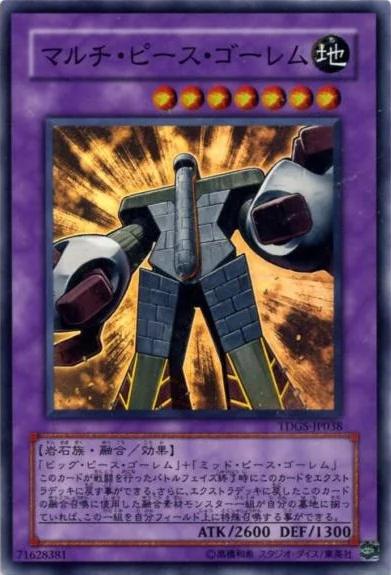 マルチ・ピース・ゴーレム 地
TDGS-JP038
【岩石族・融合/効果】
「ビッグ・ピース・ゴーレム」+「ミッド・ピース・ゴーレム」
このカードが戦闘を行ったバトルフェイズ終了時にこのカードをエクスト
ラデッキに戻す事ができる。さらに、エクストラデッキに戻したこのカード
の融合召喚に使用した融合素材モンスター一組が自分の墓地に揃
っていれば、この一組を自分フィールド上に特殊召喚する事ができる。
ATK/2600 DEF/1300
71628381 ©高橋和希 スタジオ・ダイス/集英社